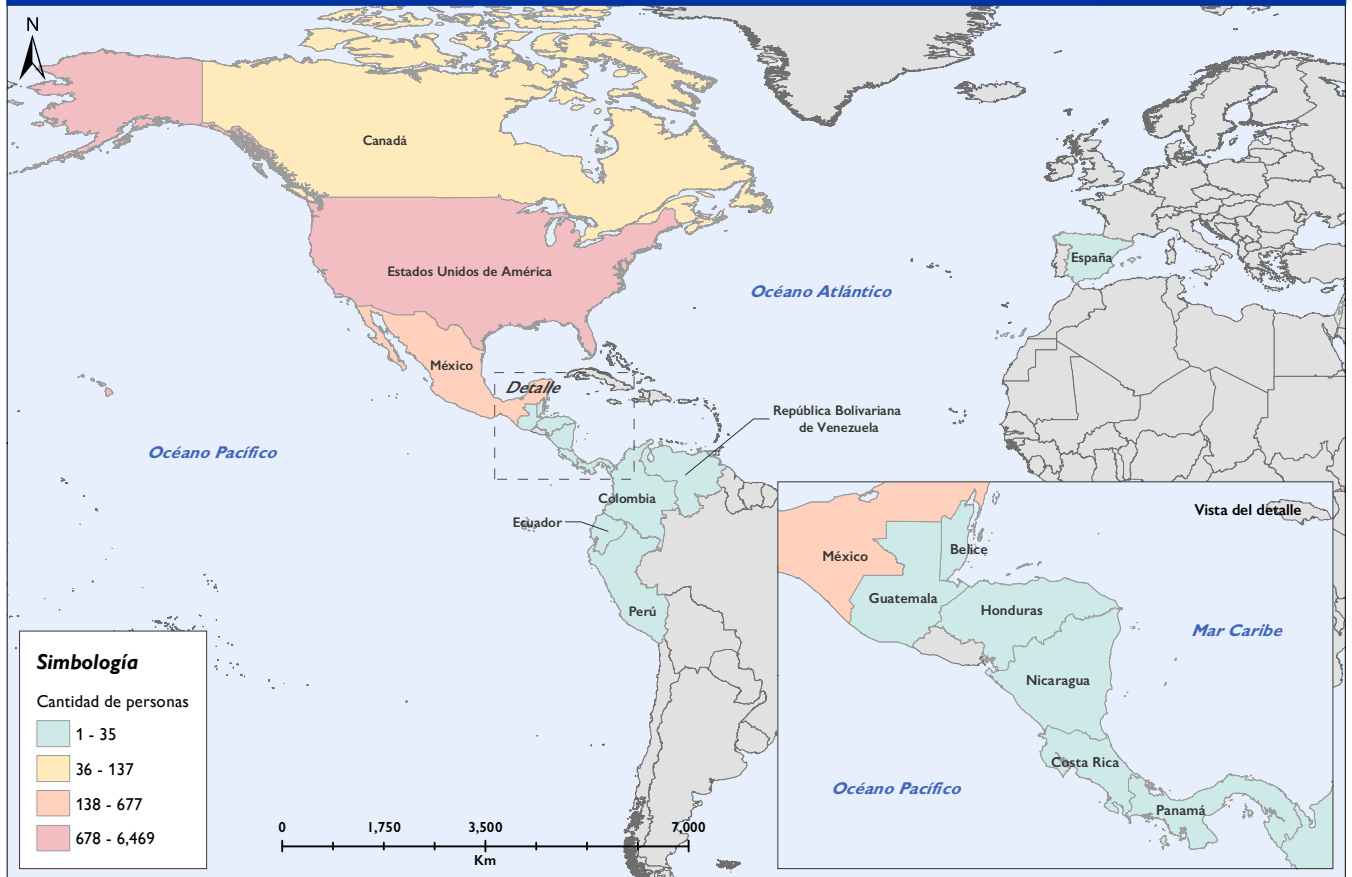 N
Canadá
Estados Unidos de América
España
Océano Atlántico
México
Detalle
República Bolivariana
de Venezuela
Océano Pacífico
Colombia
Ecuador
Perú
Vista del detalle
México
Belice
Guatemala
Honduras
Mar Caribe
Nicaragua
Costa Rica
Océano Pacífico
Panamá
Simbología
Cantidad de personas
1 - 35
36 - 137
138 - 677
678 - 6,469
0 1,750 3,500 7,000
Km